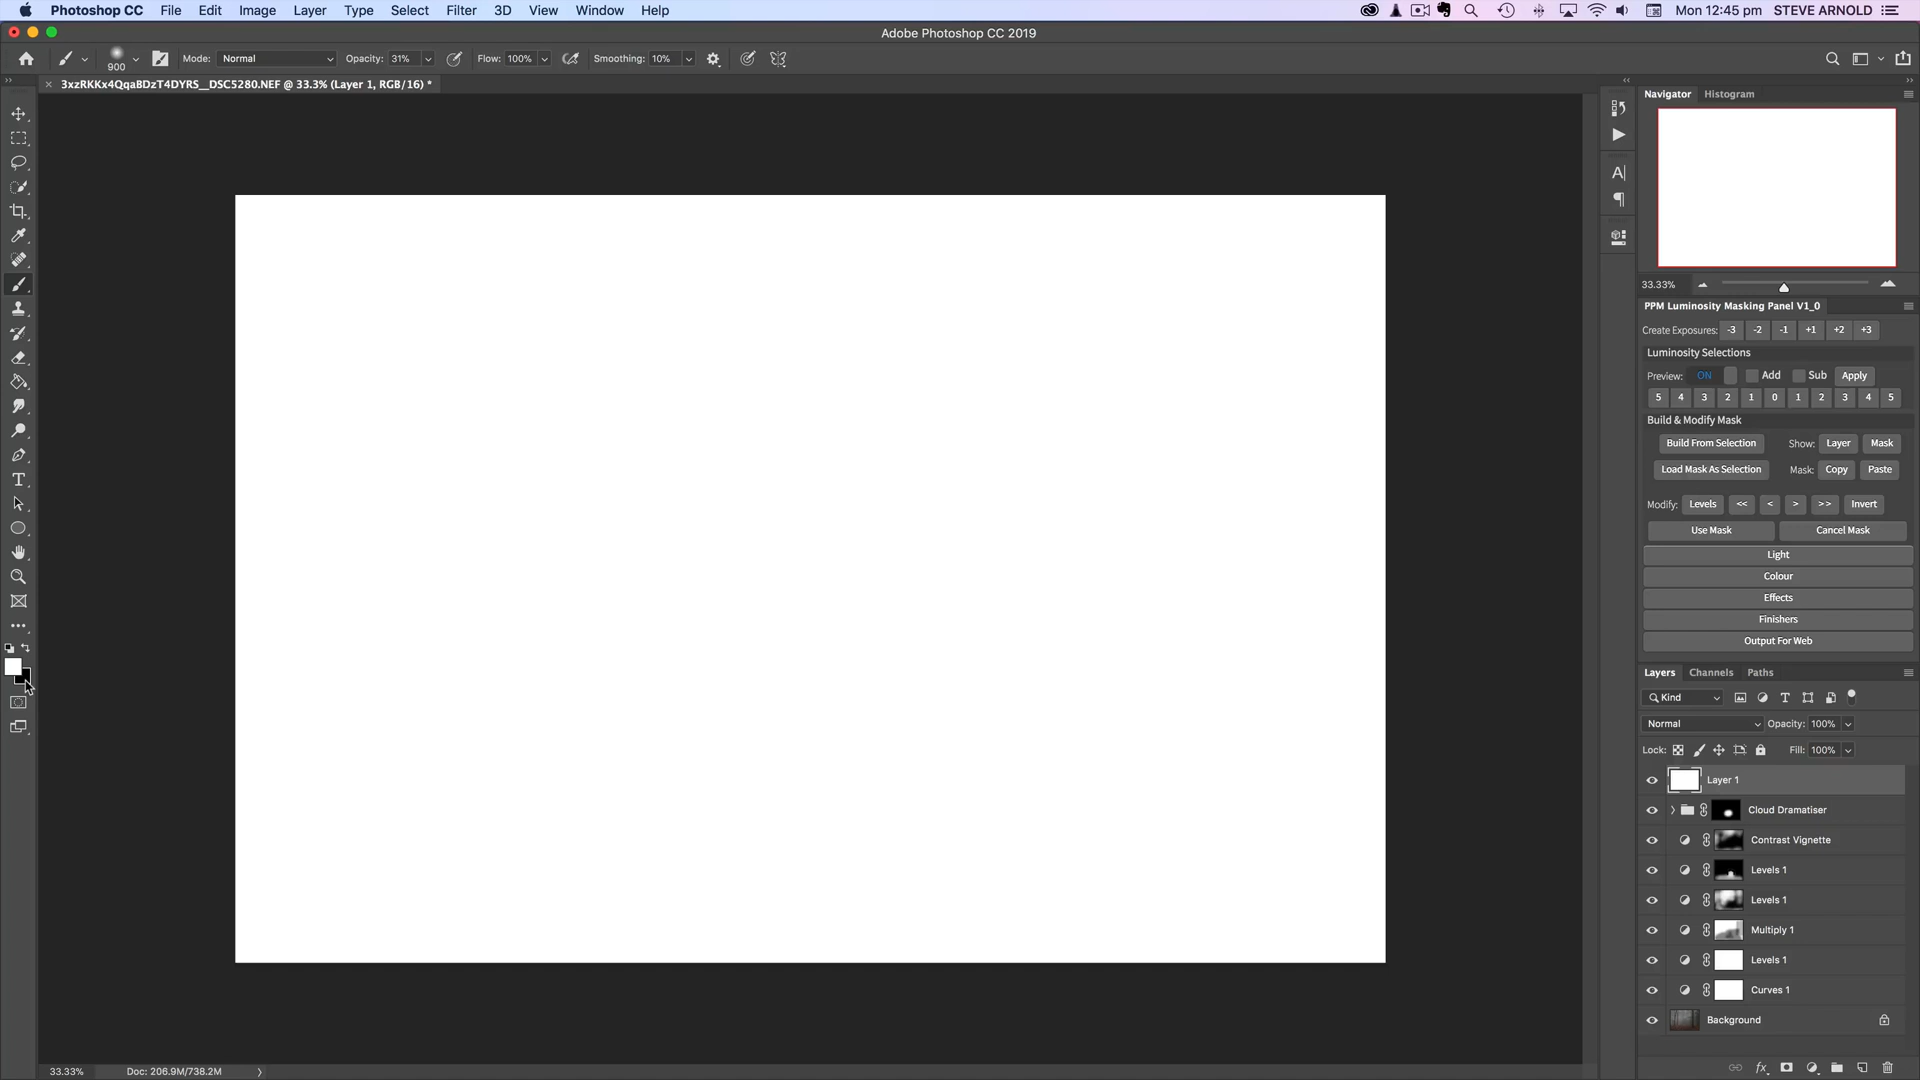 Photoshop CC File Edit Image Layer Type Select Filter 3D View Window Help Mon 12:45 pm STEVE ARNOLD
Adobe Photoshop CC 2019
900 Mode: Normal Opacity: 31% Flow: 100% Smoothing: 10%
3xzRKKx4QqaBDzT4DYRS__DSC5280.NEF @ 33.3% (Layer 1, RGB/16) *
Navigator Histogram
33.33%
PPM Luminosity Masking Panel V1_0
Create Exposures: -3 -2 -1 +1 +2 +3
Luminosity Selections
Preview: ON Add Sub Apply
5 4 3 2 1 0 1 2 3 4 5
Build & Modify Mask
Build From Selection Show: Layer Mask
Load Mask As Selection Mask: Copy Paste
Modify: Levels << < > >> Invert
Use Mask Cancel Mask
Light
Colour
Effects
Finishers
Output For Web
Layers Channels Paths
Kind
Normal Opacity: 100%
Lock: Fill: 100%
Layer 1
Cloud Dramatiser
Contrast Vignette
Levels 1
Levels 1
Multiply 1
Levels 1
Curves 1
Background
33.33% Doc: 206.9M/738.2M